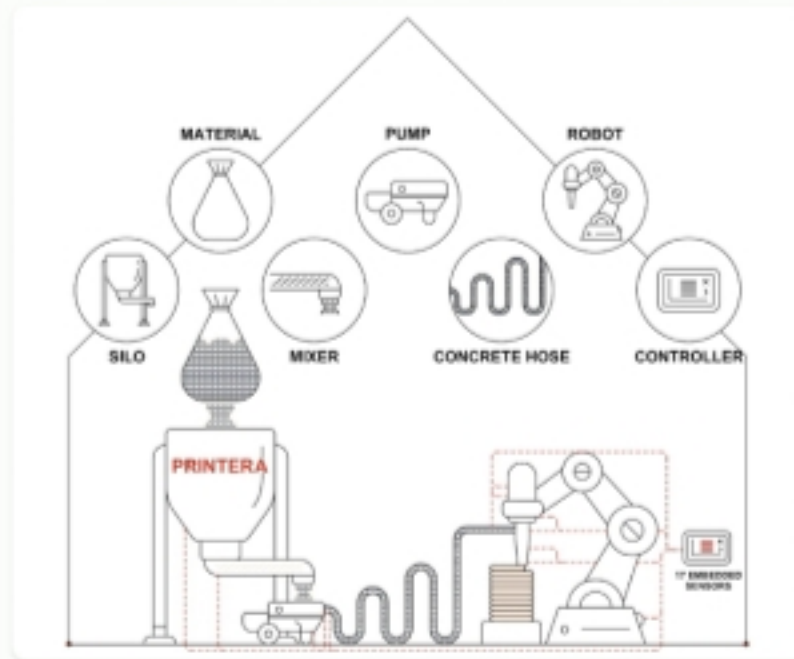 MATERIAL
PUMP
ROBOT
SILO
MIXER
CONCRETE HOSE
CONTROLLER
PRINTERA
17 EMBEDDED
SENSORS